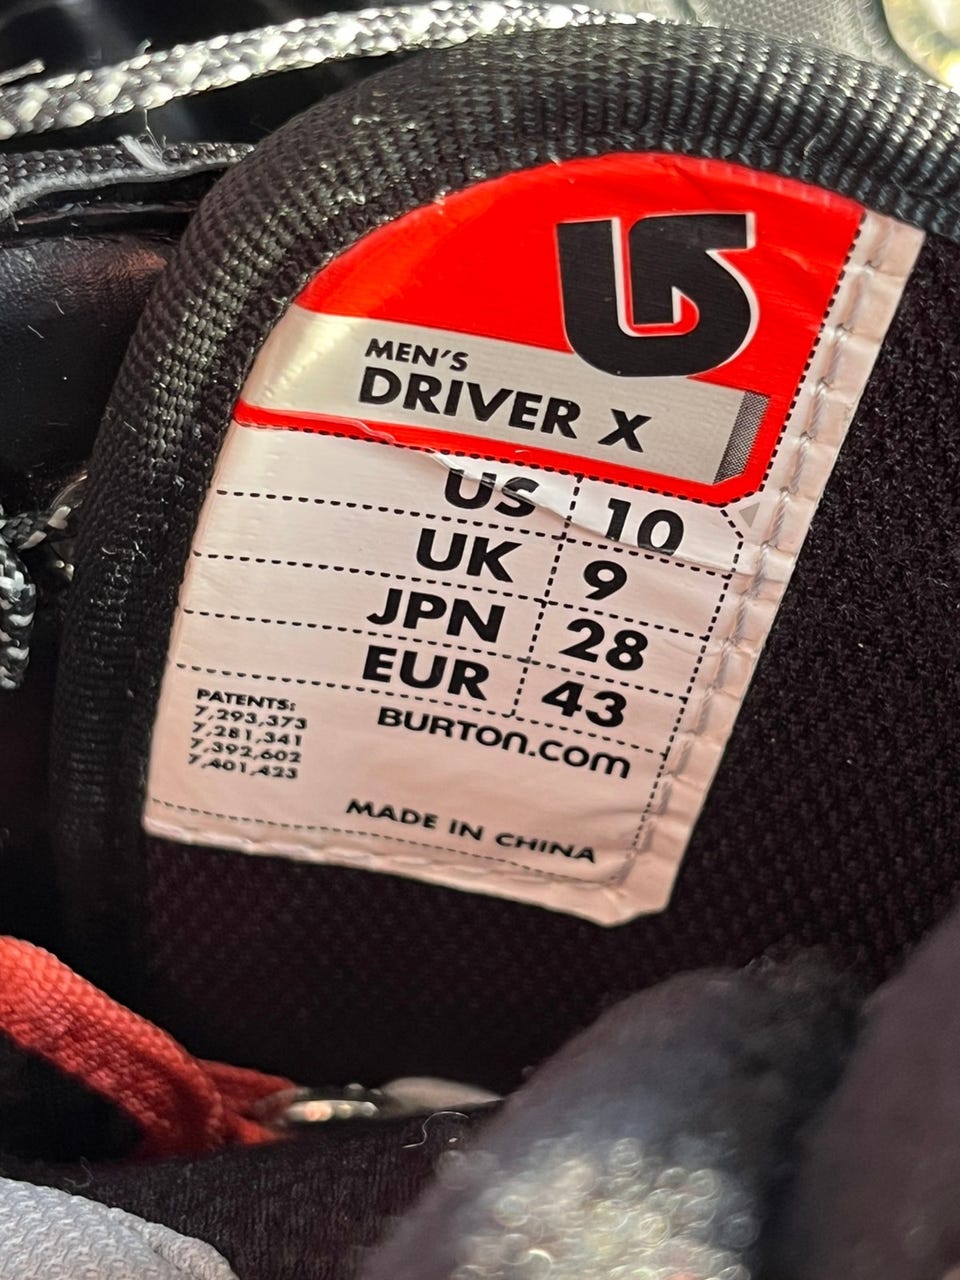 MEN'S
DRIVER X
US 10
UK 9
JPN 28
EUR 43
PATENTS:
7,293,373
7,281,341
7,392,602
7,401,423
BURTON.COM
MADE IN CHINA